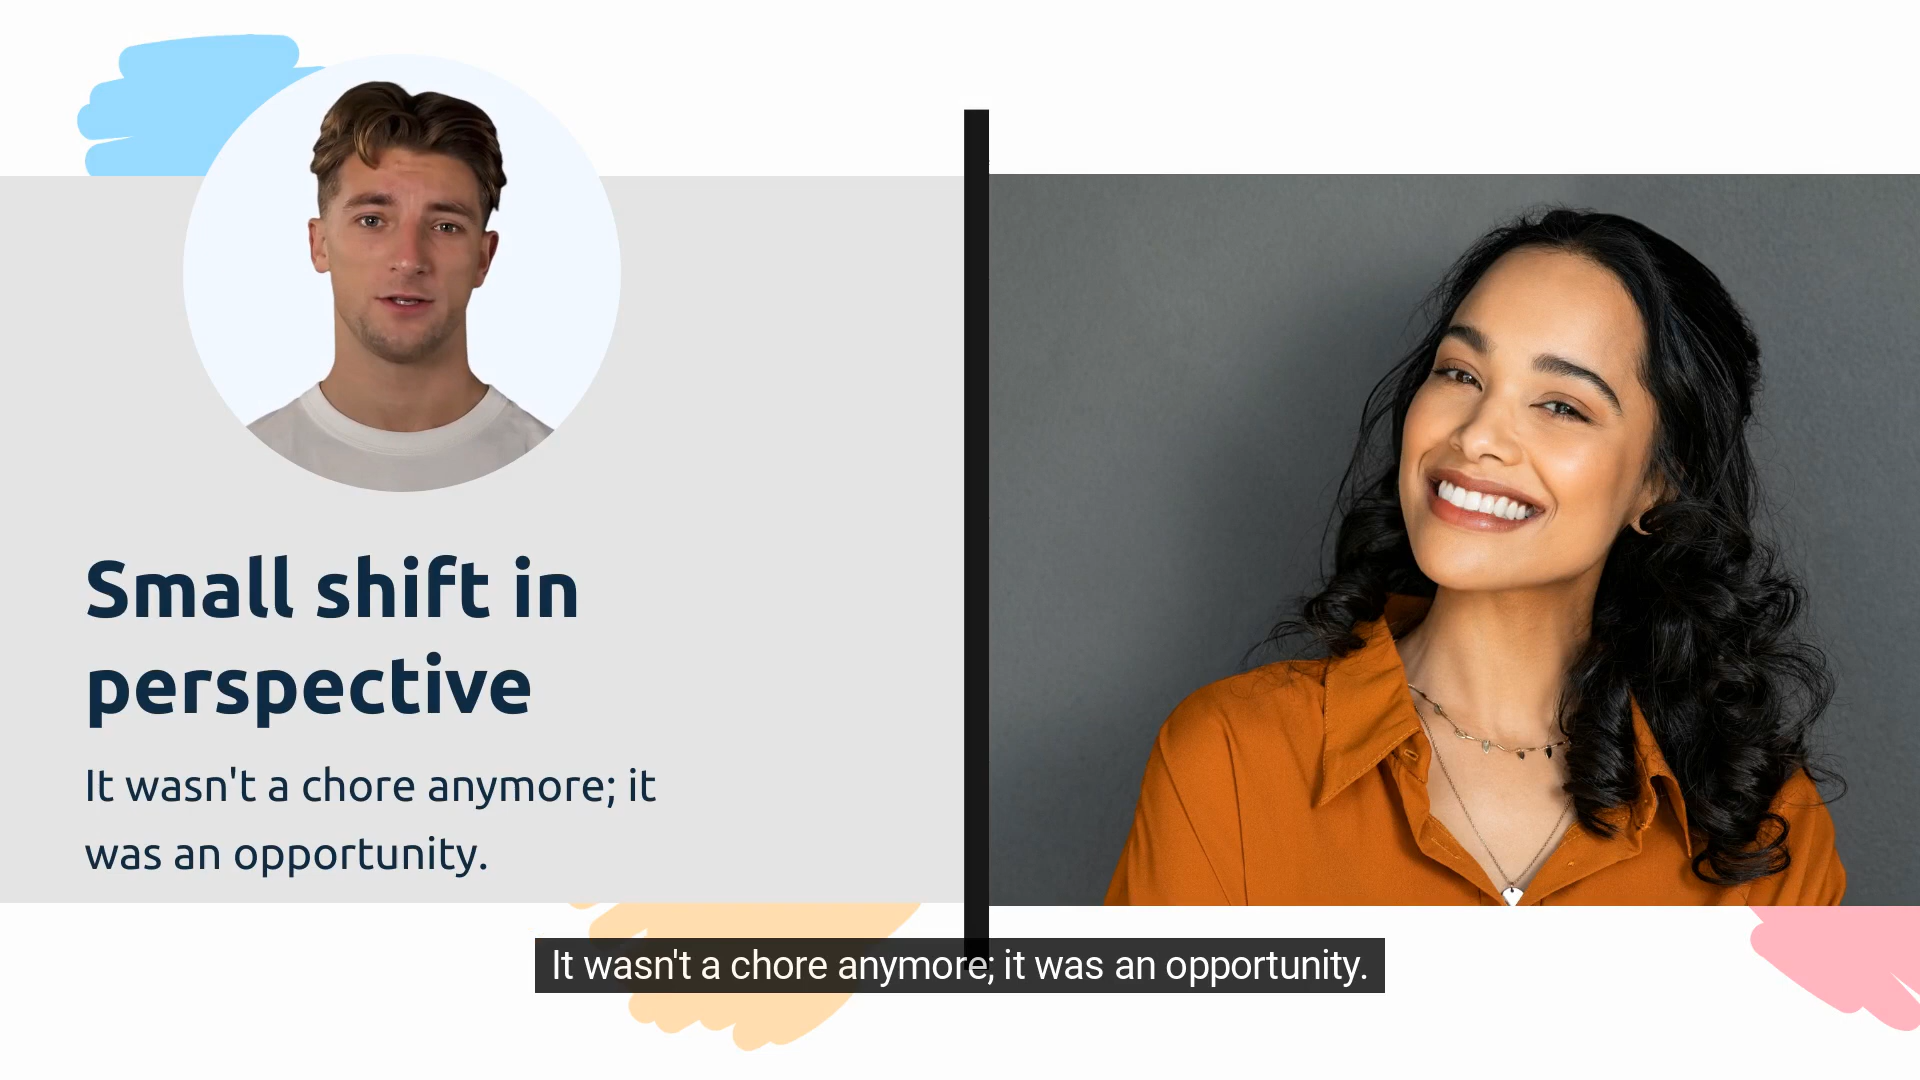 Small shift in
perspective
It wasn't a chore anymore; it
was an opportunity.
It wasn't a chore anymore; it was an opportunity.